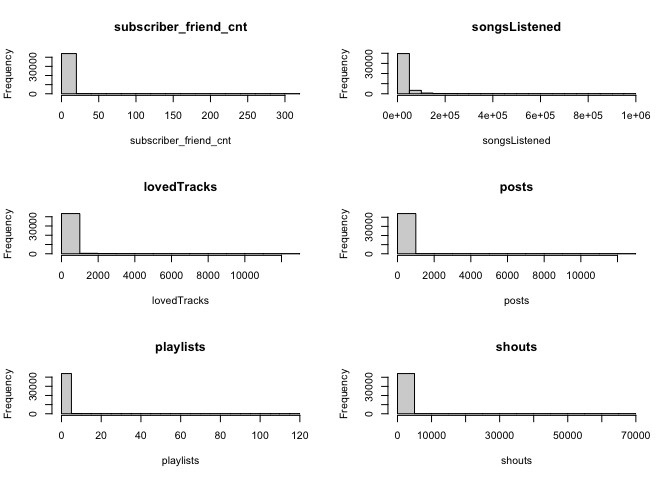 subscriber_friend_cnt
Frequency
0 30000
0 50 100 150 200 250 300
subscriber_friend_cnt
songsListened
Frequency
0 30000
0e+00 2e+05 4e+05 6e+05 8e+05 1e+06
songsListened
lovedTracks
Frequency
0 30000
0 2000 4000 6000 8000 10000
lovedTracks
posts
Frequency
0 30000
0 2000 4000 6000 8000 10000
posts
playlists
Frequency
0 30000
0 20 40 60 80 100 120
playlists
shouts
Frequency
0 30000
0 10000 30000 50000 70000
shouts